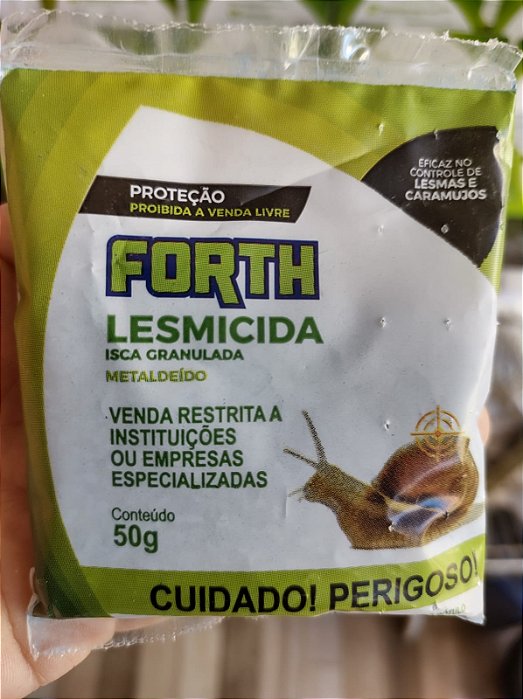 PROTEÇÃO
PROIBIDA A VENDA LIVRE
EFICAZ NO
CONTROLE DE
LESMAS E
CARAMUJOS
FORTH
LESMICIDA
ISCA GRANULADA
METALDEÍDO
VENDA RESTRITA A
INSTITUIÇÕES
OU EMPRESAS
ESPECIALIZADAS
Conteúdo
50g
CUIDADO! PERIGOSO!